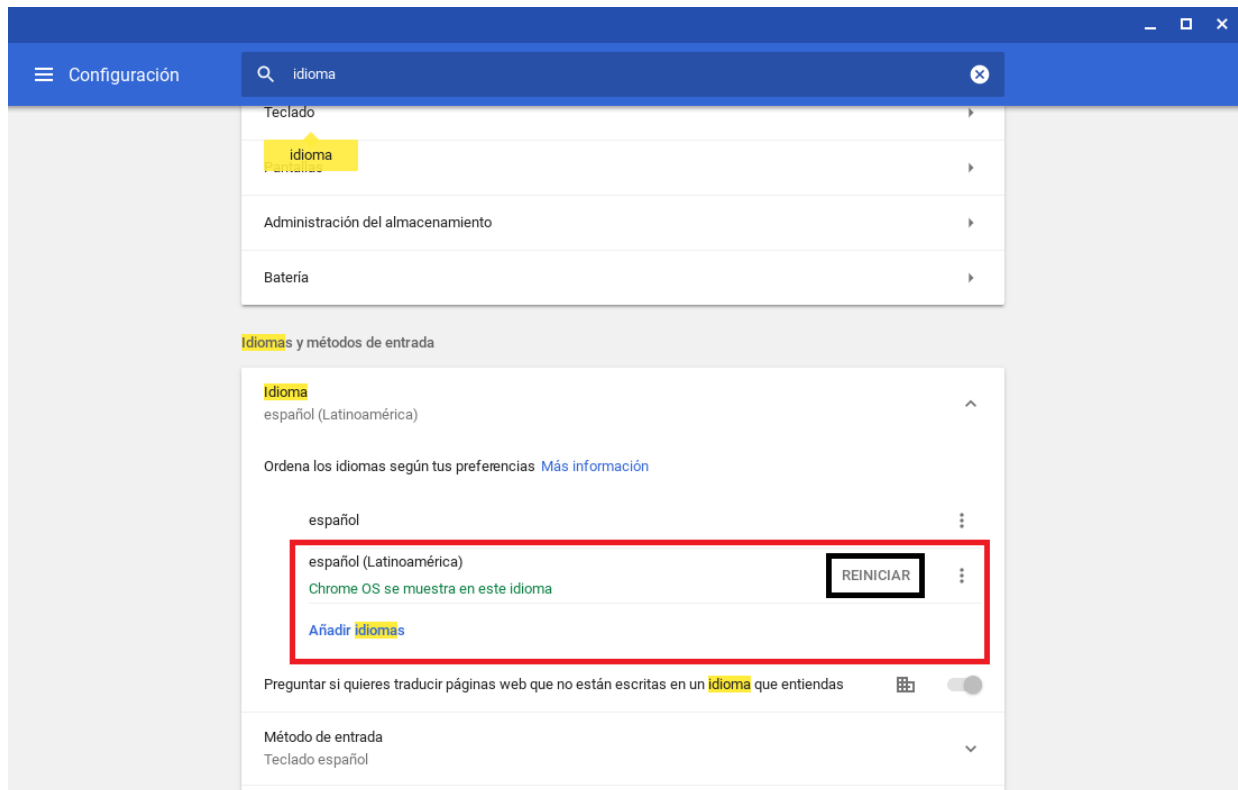 Configuración
idioma
Teclado
idioma
Pantallas
Administración del almacenamiento
Batería
Idiomas y métodos de entrada
Idioma
español (Latinoamérica)
Ordena los idiomas según tus preferencias Más información
español
español (Latinoamérica)
REINICIAR
Chrome OS se muestra en este idioma
Añadir idiomas
Preguntar si quieres traducir páginas web que no están escritas en un idioma que entiendas
Método de entrada
Teclado español